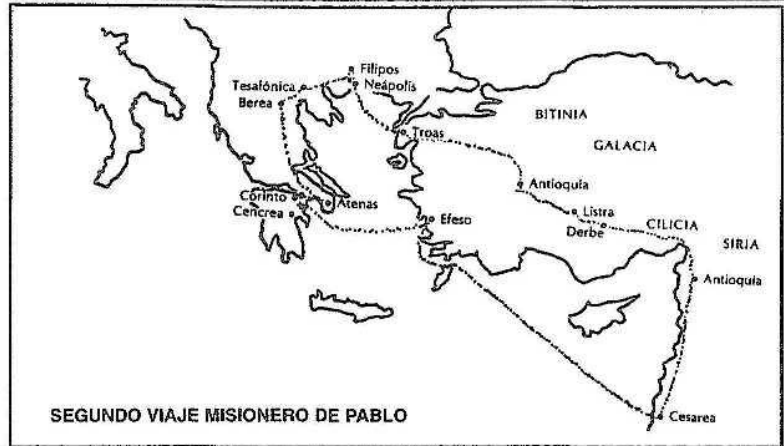 Filipos
Neápolis
Tesafónica
Berea
Troas
BITINIA
GALACIA
Antioquía
Listra
Derbe
CILICIA
SIRIA
Antioquía
Corinto
Cencrea
Atenas
Efeso
Cesarea
SEGUNDO VIAJE MISIONERO DE PABLO